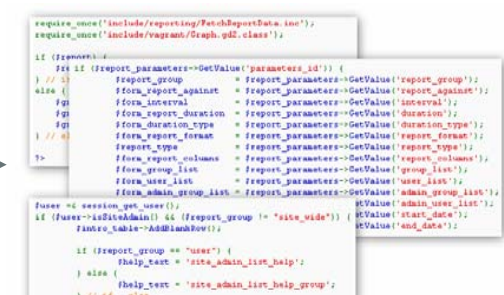 require_once('include/reporting/FetchReportData.inc');
require_once('include/vagrant/Graph.gd2.class');
if ($report) {
if ($report_parameters->GetValue('parameters_id')) {
$report_group = $report_parameters->GetValue('report_group');
else {
$form_report_against = $report_parameters->GetValue('report_against');
$form_interval = $report_parameters->GetValue('interval');
$form_report_duration = $report_parameters->GetValue('duration');
$form_duration_type = $report_parameters->GetValue('duration_type');
$form_report_format = $report_parameters->GetValue('report_format');
$report_type = $report_parameters->GetValue('report_type');
?>
$form_report_columns = $report_parameters->GetValue('report_columns');
$form_group_list = $report_parameters->GetValue('group_list');
$form_user_list = $report_parameters->GetValue('user_list');
$form_admin_group_list = $report_parameters->GetValue('admin_group_list');
$user =& session_get_user();
etValue('admin_user_list');
if ($user->isSiteAdmin() && ($report_group != "site_wide")) {
etValue('start_date');
$intro_table->AddBlankRow();
etValue('end_date');
if ($report_group == "user") {
$help_text = 'site_admin_list_help';
} else {
$help_text = 'site_admin_list_help_group';